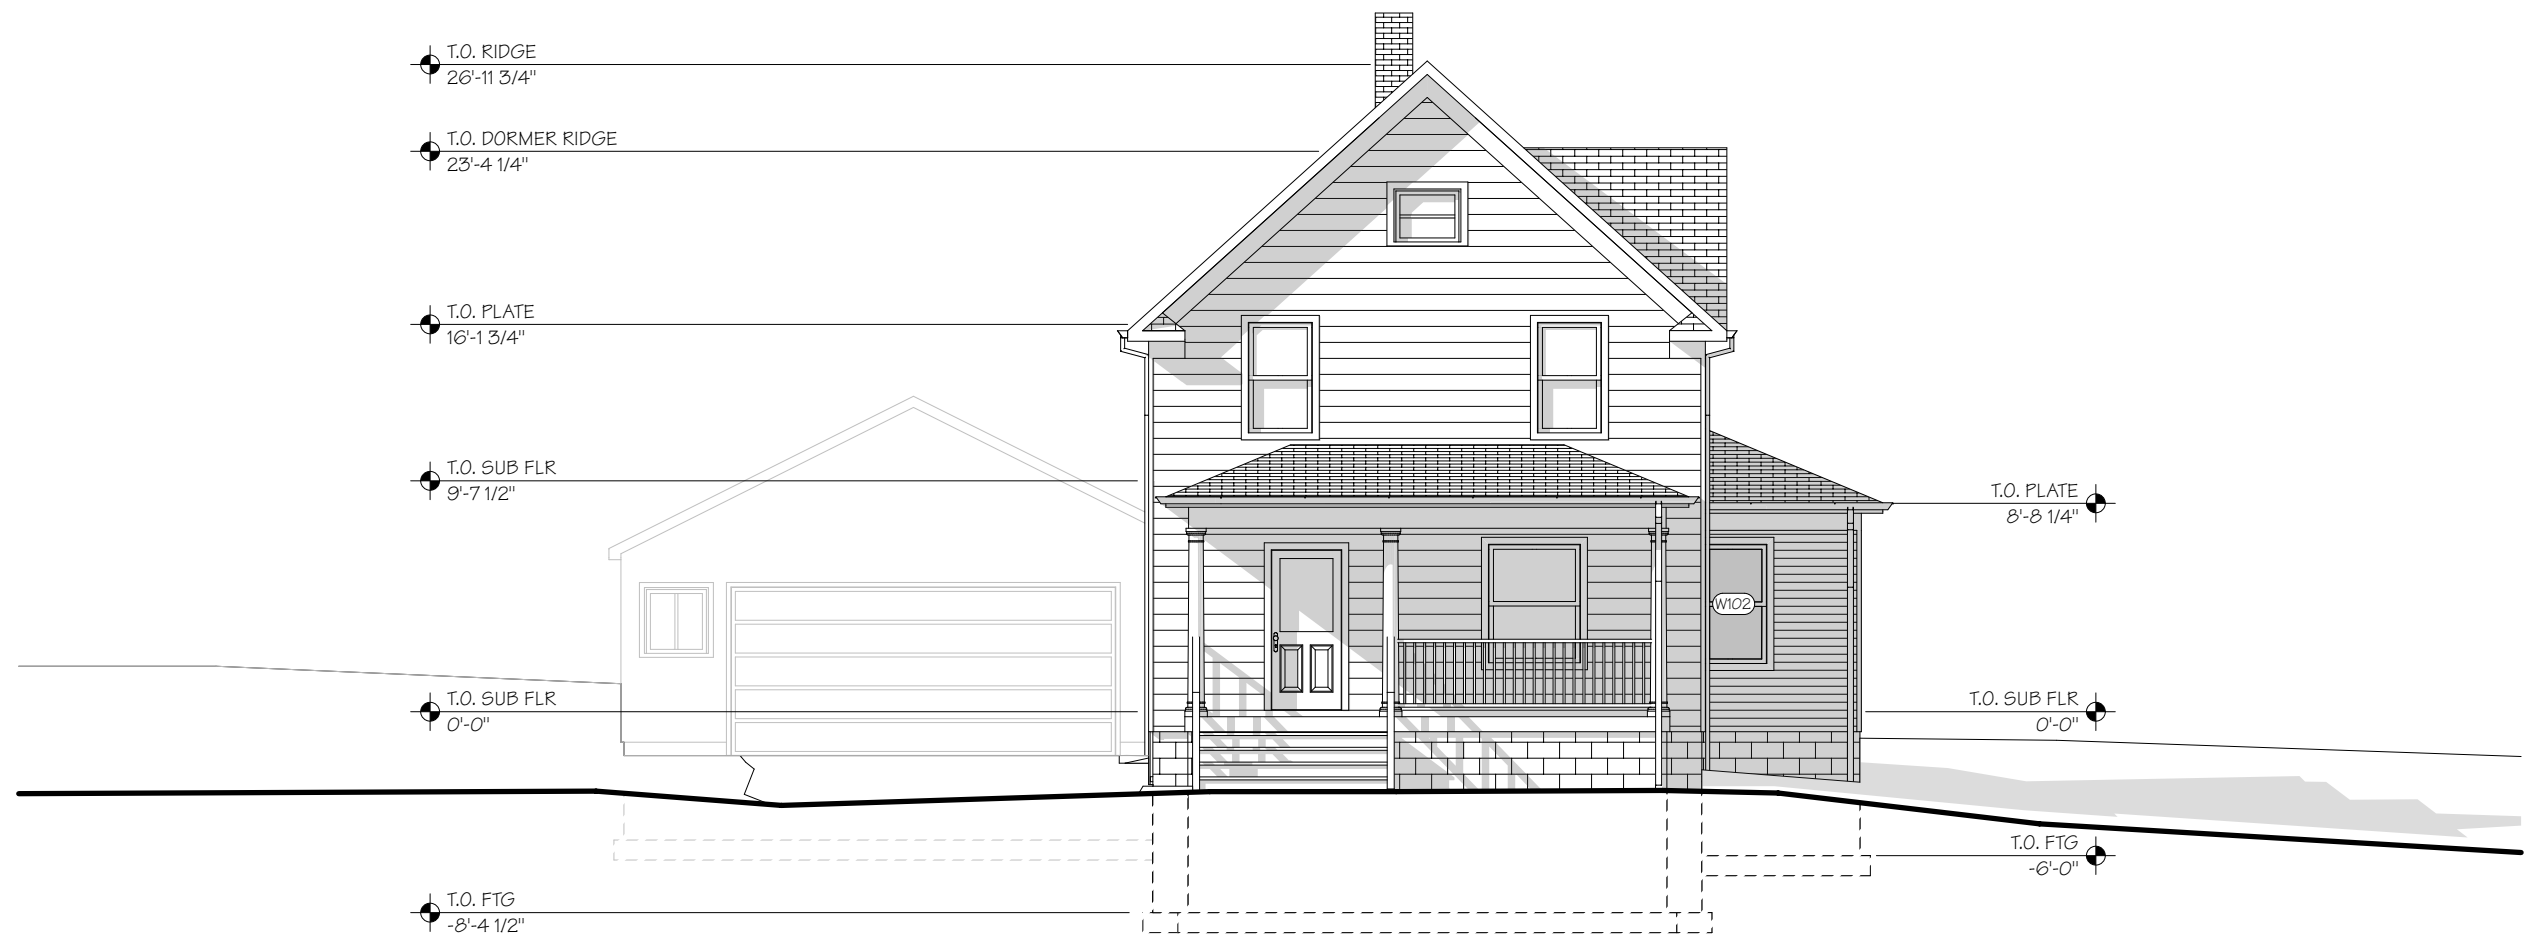 T.O. RIDGE
26'-11 3/4"
T.O. DORMER RIDGE
23'-4 1/4"
T.O. PLATE
16'-1 3/4"
T.O. SUB FLR
9'-7 1/2"
T.O. PLATE
8'-8 1/4"
W102
T.O. SUB FLR
0'-0"
T.O. SUB FLR
0'-0"
T.O. FTG
-6'-0"
T.O. FTG
-8'-4 1/2"